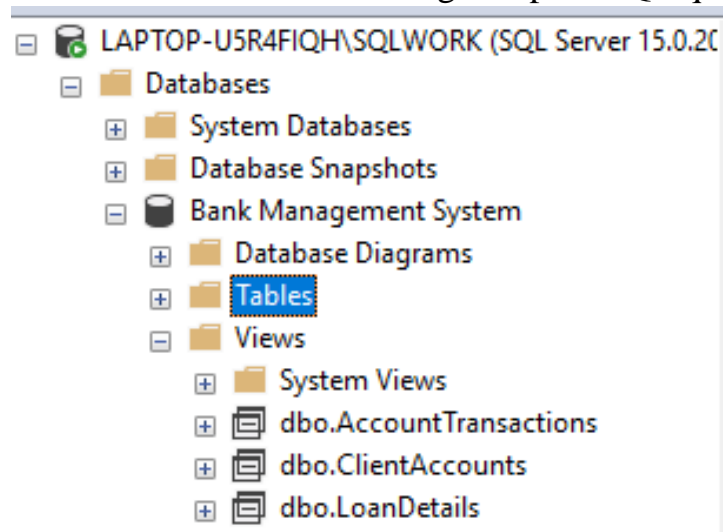 LAPTOP-U5R4FIQH\SQLWORK (SQL Server 15.0.20
Databases
System Databases
Database Snapshots
Bank Management System
Database Diagrams
Tables
Views
System Views
dbo.AccountTransactions
dbo.ClientAccounts
dbo.LoanDetails